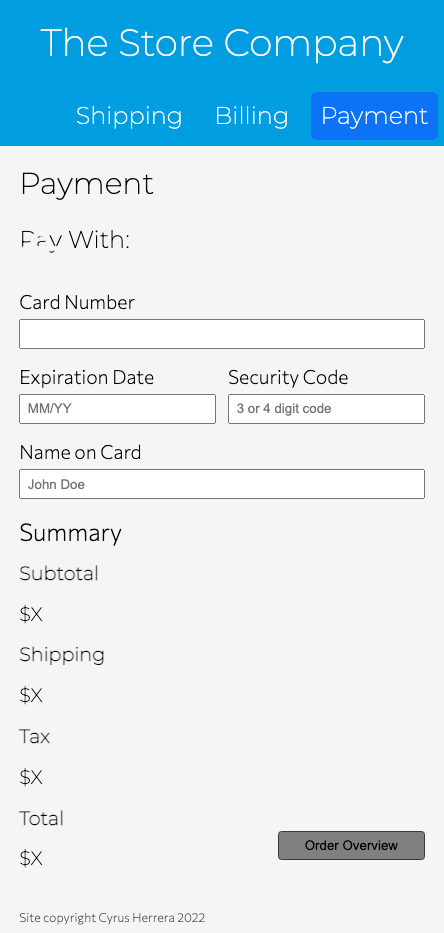 The Store Company
Shipping Billing Payment
Payment
Pay With:
Card Number
Expiration Date Security Code
MM/YY 3 or 4 digit code
Name on Card
John Doe
Summary
Subtotal
$X
Shipping
$X
Tax
$X
Total
$X
Order Overview
Site copyright Cyrus Herrera 2022